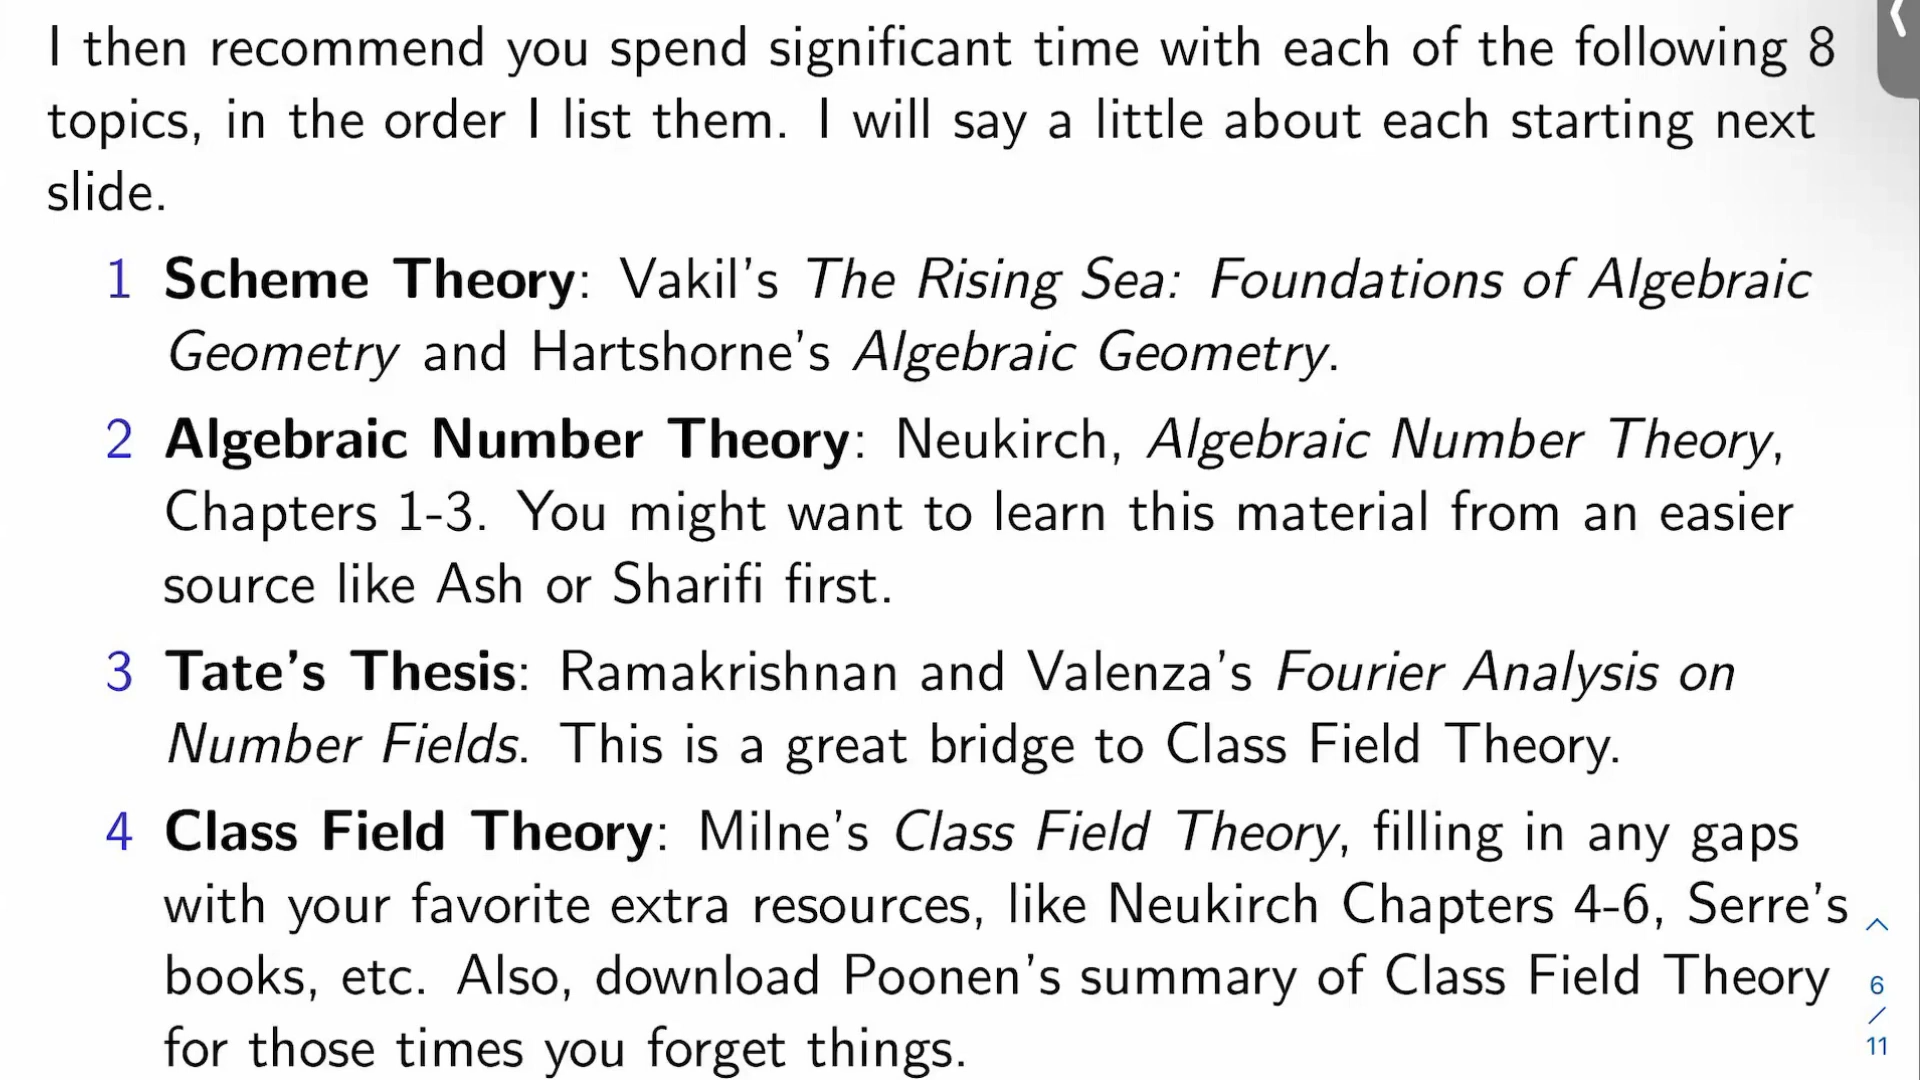 I then recommend you spend significant time with each of the following 8
topics, in the order I list them. I will say a little about each starting next
slide.
1 Scheme Theory: Vakil's The Rising Sea: Foundations of Algebraic
Geometry and Hartshorne's Algebraic Geometry.
2 Algebraic Number Theory: Neukirch, Algebraic Number Theory,
Chapters 1-3. You might want to learn this material from an easier
source like Ash or Sharifi first.
3 Tate's Thesis: Ramakrishnan and Valenza's Fourier Analysis on
Number Fields. This is a great bridge to Class Field Theory.
4 Class Field Theory: Milne's Class Field Theory, filling in any gaps
with your favorite extra resources, like Neukirch Chapters 4-6, Serre's
books, etc. Also, download Poonen's summary of Class Field Theory
for those times you forget things.
6
/
11